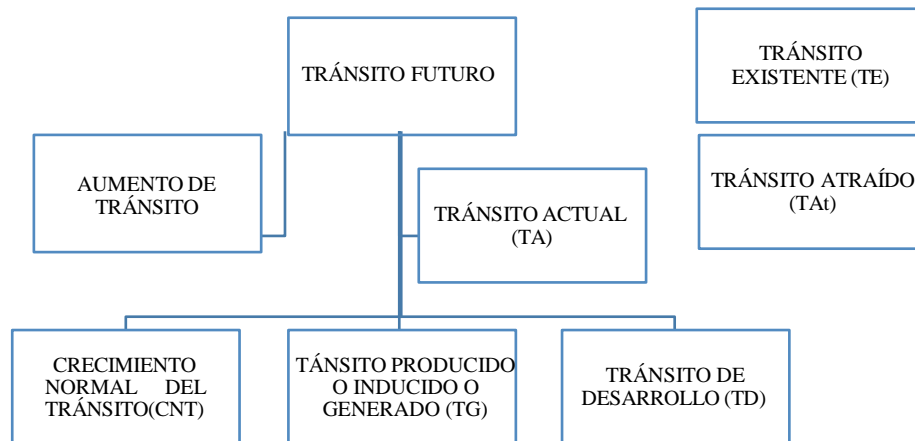 TRÁNSITO FUTURO
TRÁNSITO
EXISTENTE (TE)
AUMENTO DE
TRÁNSITO
TRÁNSITO ACTUAL
(TA)
TRÁNSITO ATRAÍDO
(TAt)
CRECIMIENTO
NORMAL DEL
TRÁNSITO(CNT)
TÁNSITO PRODUCIDO
O INDUCIDO O
GENERADO (TG)
TRÁNSITO DE
DESARROLLO (TD)